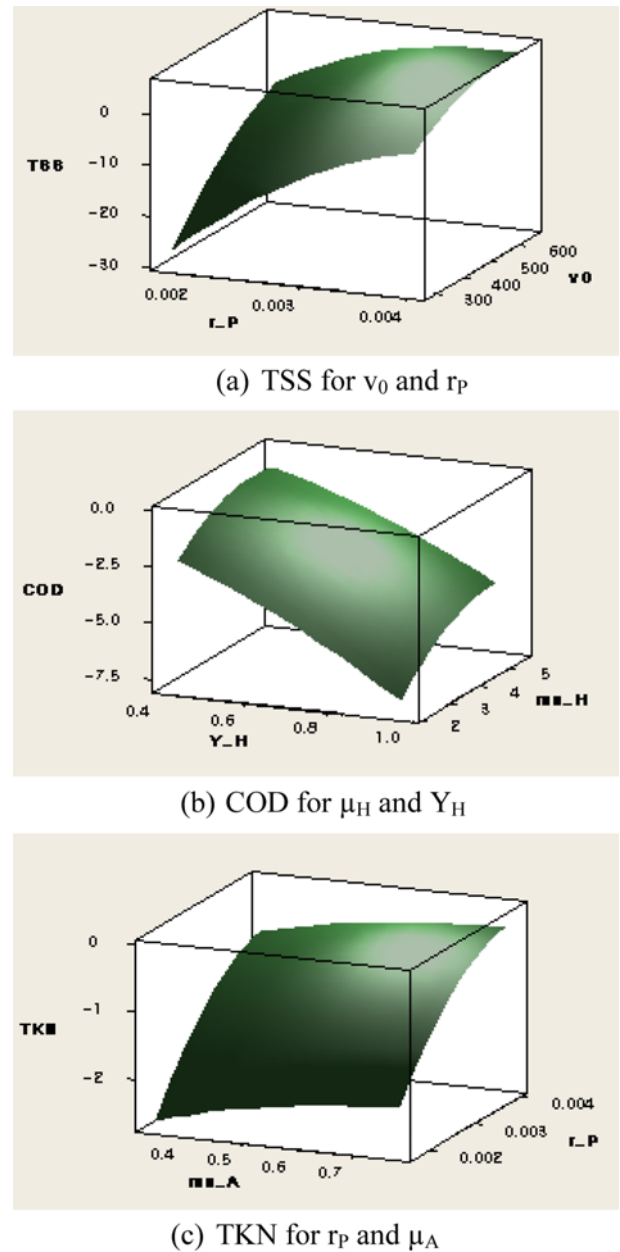 0
TSS
-10
-20
-30
0.002
0.003
0.004
r_P
300
400
500
600
v0
(a) TSS for v₀ and rₚ
0.0
-2.5
COD
-5.0
-7.5
0.4
0.6
0.8
1.0
Y_H
2
3
4
5
mu_H
(b) COD for μH and YH
0
-1
TKN
-2
0.4
0.5
0.6
0.7
mu_A
0.002
0.003
0.004
r_P
(c) TKN for rₚ and μA